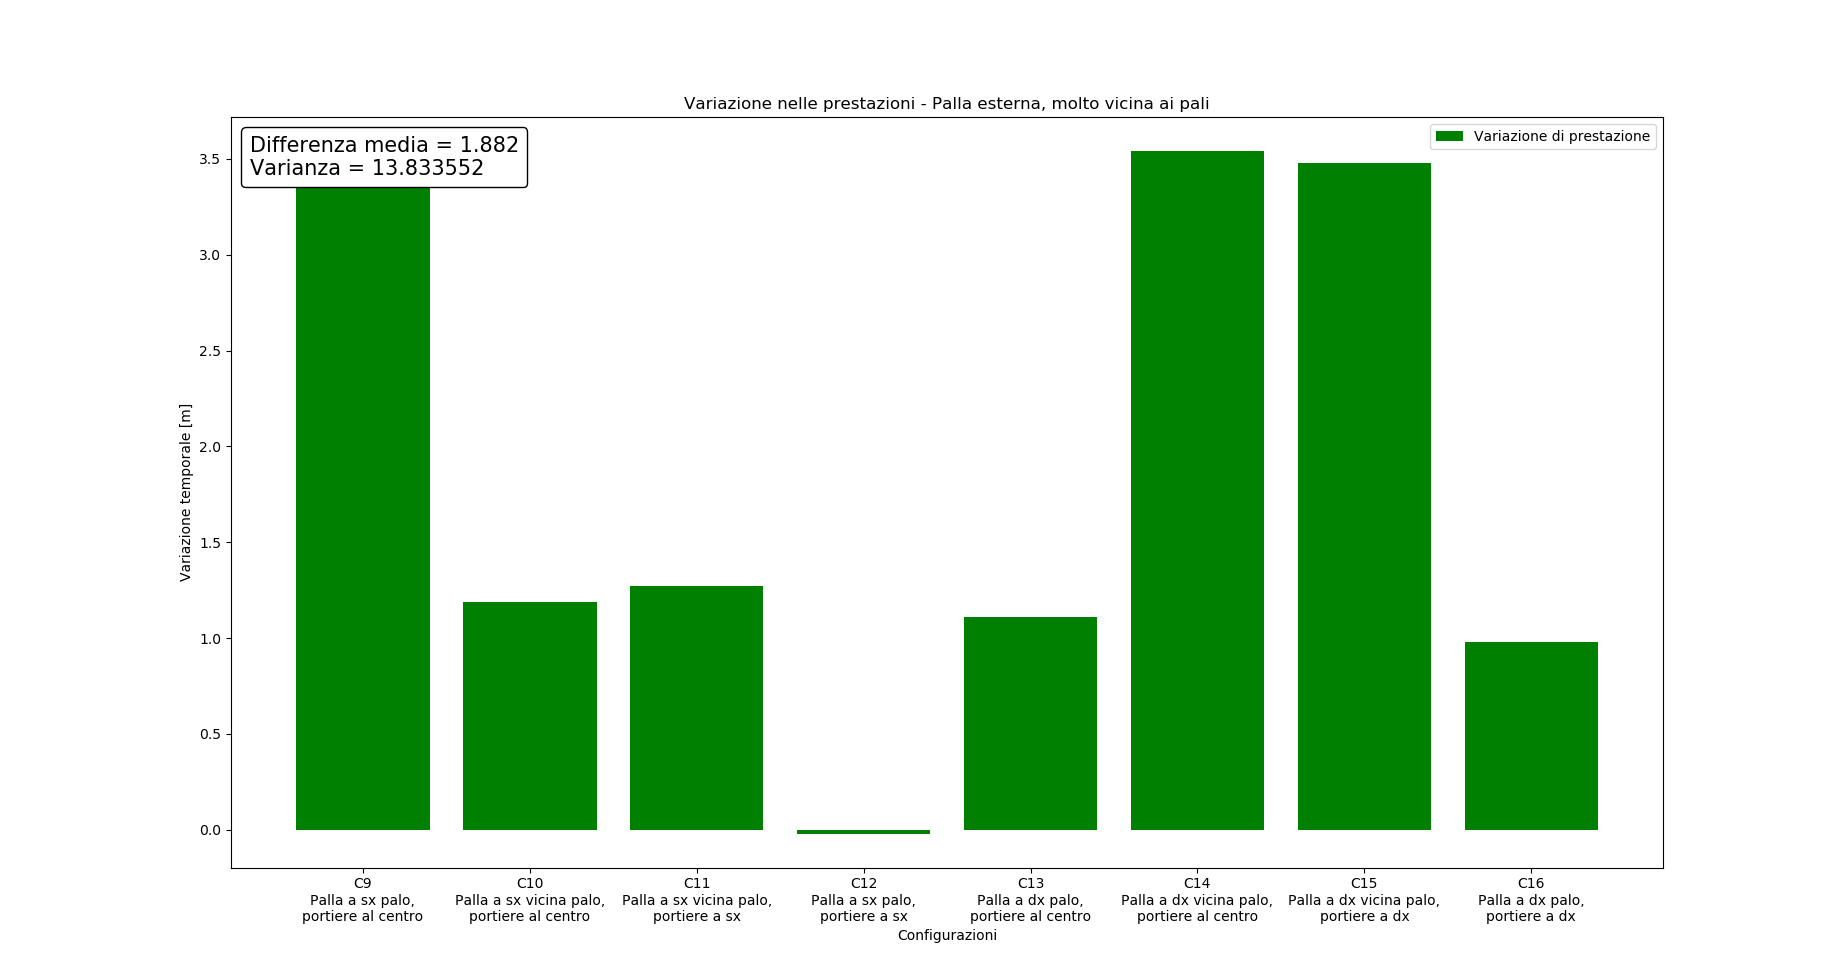 Variazione nelle prestazioni - Palla esterna, molto vicina ai pali
Differenza media = 1.882
Varianza = 13.833552
Variazione di prestazione
3.5
3.0
2.5
2.0
1.5
1.0
0.5
0.0
Variazione temporale [m]
C9
Palla a sx palo,
portiere al centro
C10
Palla a sx vicina palo,
portiere al centro
C11
Palla a sx vicina palo,
portiere a sx
C12
Palla a sx palo,
portiere a sx
C13
Palla a dx palo,
portiere al centro
C14
Palla a dx vicina palo,
portiere al centro
C15
Palla a dx vicina palo,
portiere a dx
C16
Palla a dx palo,
portiere a dx
Configurazioni